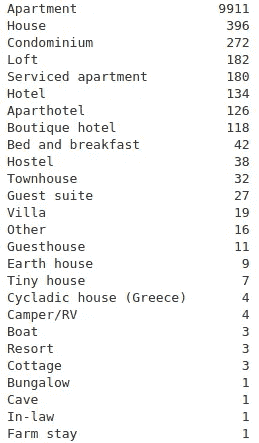 Apartment 9911
House 396
Condominium 272
Loft 182
Serviced apartment 180
Hotel 134
Aparthotel 126
Boutique hotel 118
Bed and breakfast 42
Hostel 38
Townhouse 32
Guest suite 27
Villa 19
Other 16
Guesthouse 11
Earth house 9
Tiny house 7
Cycladic house (Greece) 4
Camper/RV 4
Boat 3
Resort 3
Cottage 3
Bungalow 1
Cave 1
In-law 1
Farm stay 1